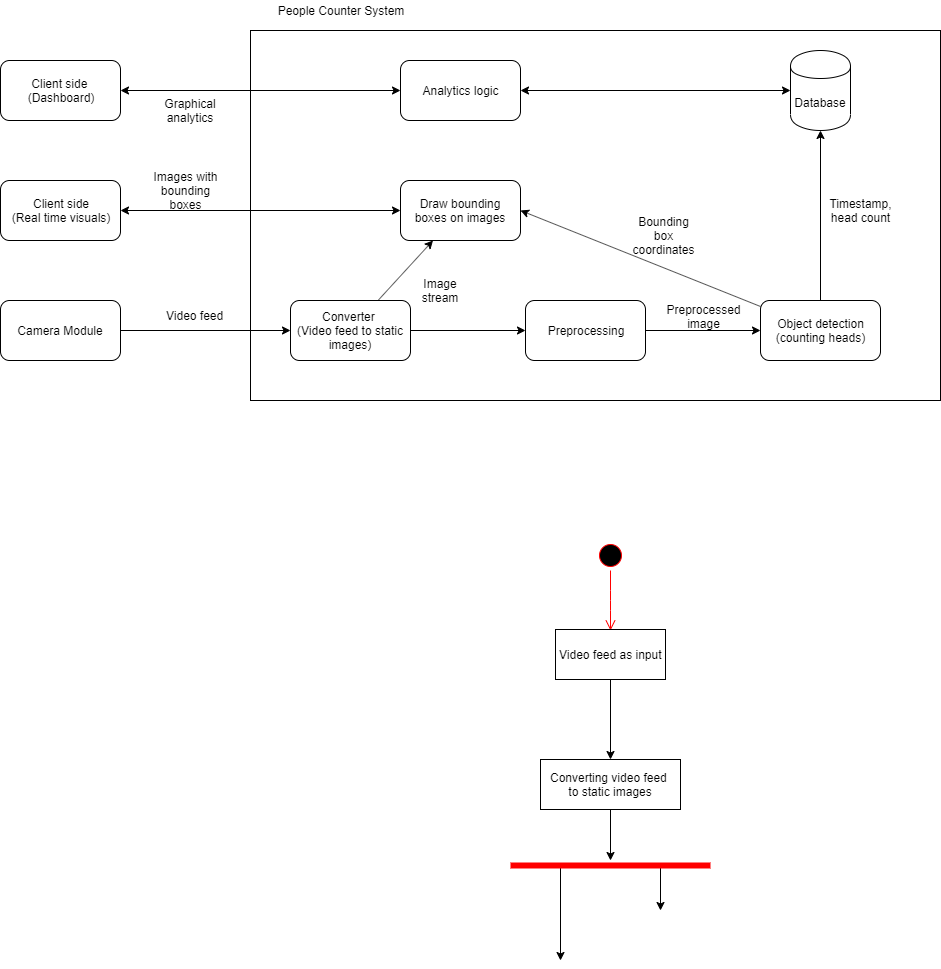 People Counter System
Client side
(Dashboard)
Graphical
analytics
Analytics logic
Database
Client side
(Real time visuals)
Images with
bounding
boxes
Draw bounding
boxes on images
Bounding
box
coordinates
Timestamp,
head count
Camera Module
Video feed
Converter
(Video feed to static
images)
Image
stream
Preprocessing
Preprocessed
image
Object detection
(counting heads)
Video feed as input
Converting video feed
to static images